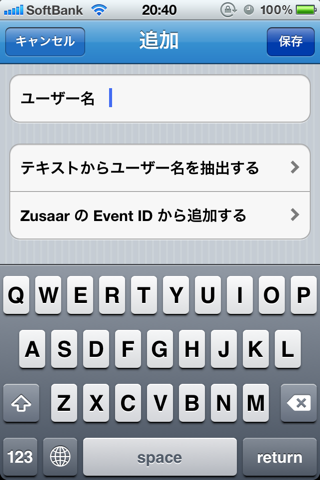 SoftBank 20:40 100%
キャンセル 追加 保存
ユーザー名
テキストからユーザー名を抽出する
Zusaar の Event ID から追加する
Q W E R T Y U I O P
A S D F G H J K L
Z X C V B N M
123 space return